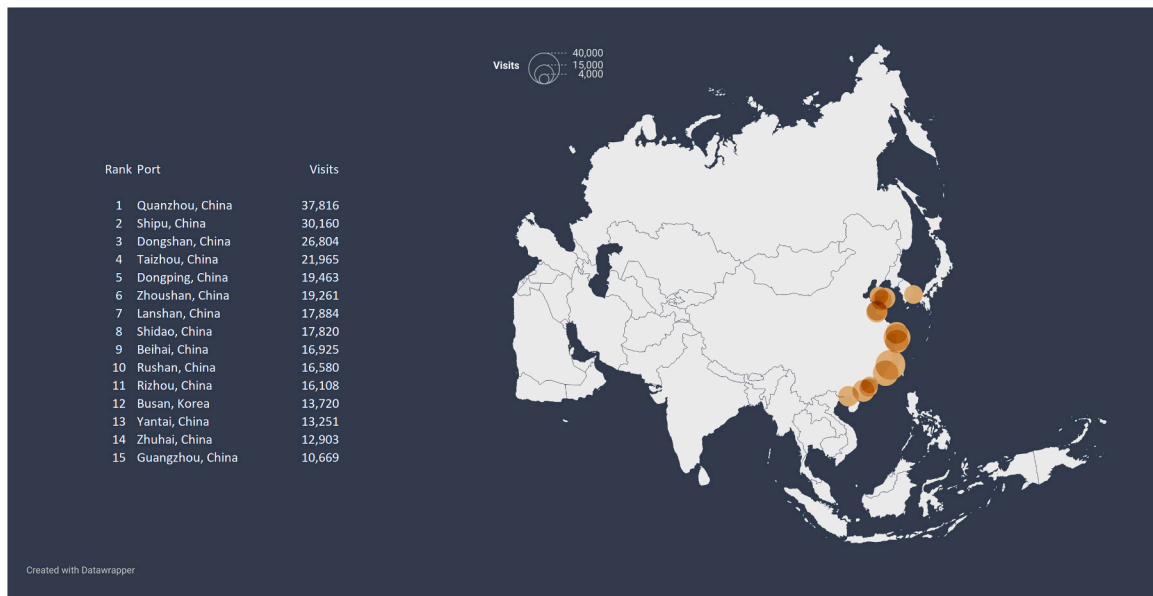 Visits
40,000
15,000
4,000
Rank Port Visits
1 Quanzhou, China 37,816
2 Shipu, China 30,160
3 Dongshan, China 26,804
4 Taizhou, China 21,965
5 Dongping, China 19,463
6 Zhoushan, China 19,261
7 Lanshan, China 17,884
8 Shidao, China 17,820
9 Beihai, China 16,925
10 Rushan, China 16,580
11 Rizhou, China 16,108
12 Busan, Korea 13,720
13 Yantai, China 13,251
14 Zhuhai, China 12,903
15 Guangzhou, China 10,669
Created with Datawrapper